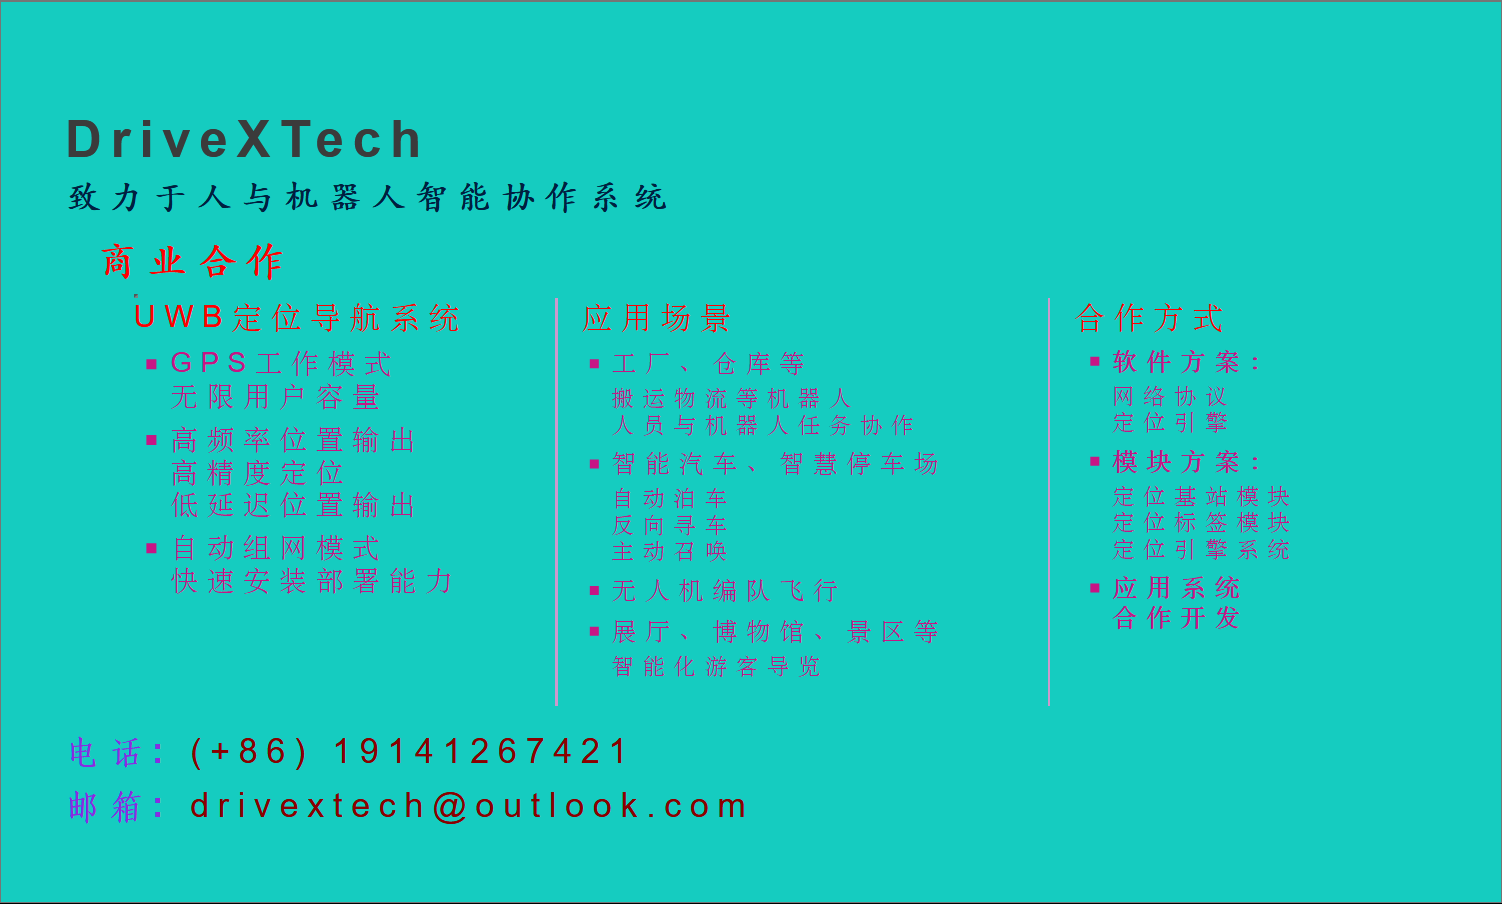 DriveXTech
致力于人与机器人智能协作系统
商业合作
UWB定位导航系统
GPS工作模式
无限用户容量
高频率位置输出
高精度定位
低延迟位置输出
自动组网模式
快速安装部署能力
应用场景
工厂、仓库等
搬运物流等机器人
人员与机器人任务协作
智能汽车、智慧停车场
自动泊车
反向寻车
主动召唤
无人机编队飞行
展厅、博物馆、景区等
智能化游客导览
合作方式
软件方案:
网络协议
定位引擎
模块方案:
定位基站模块
定位标签模块
定位引擎系统
应用系统
合作开发
电话: (+86) 19141267421
邮箱: drivextech@outlook.com